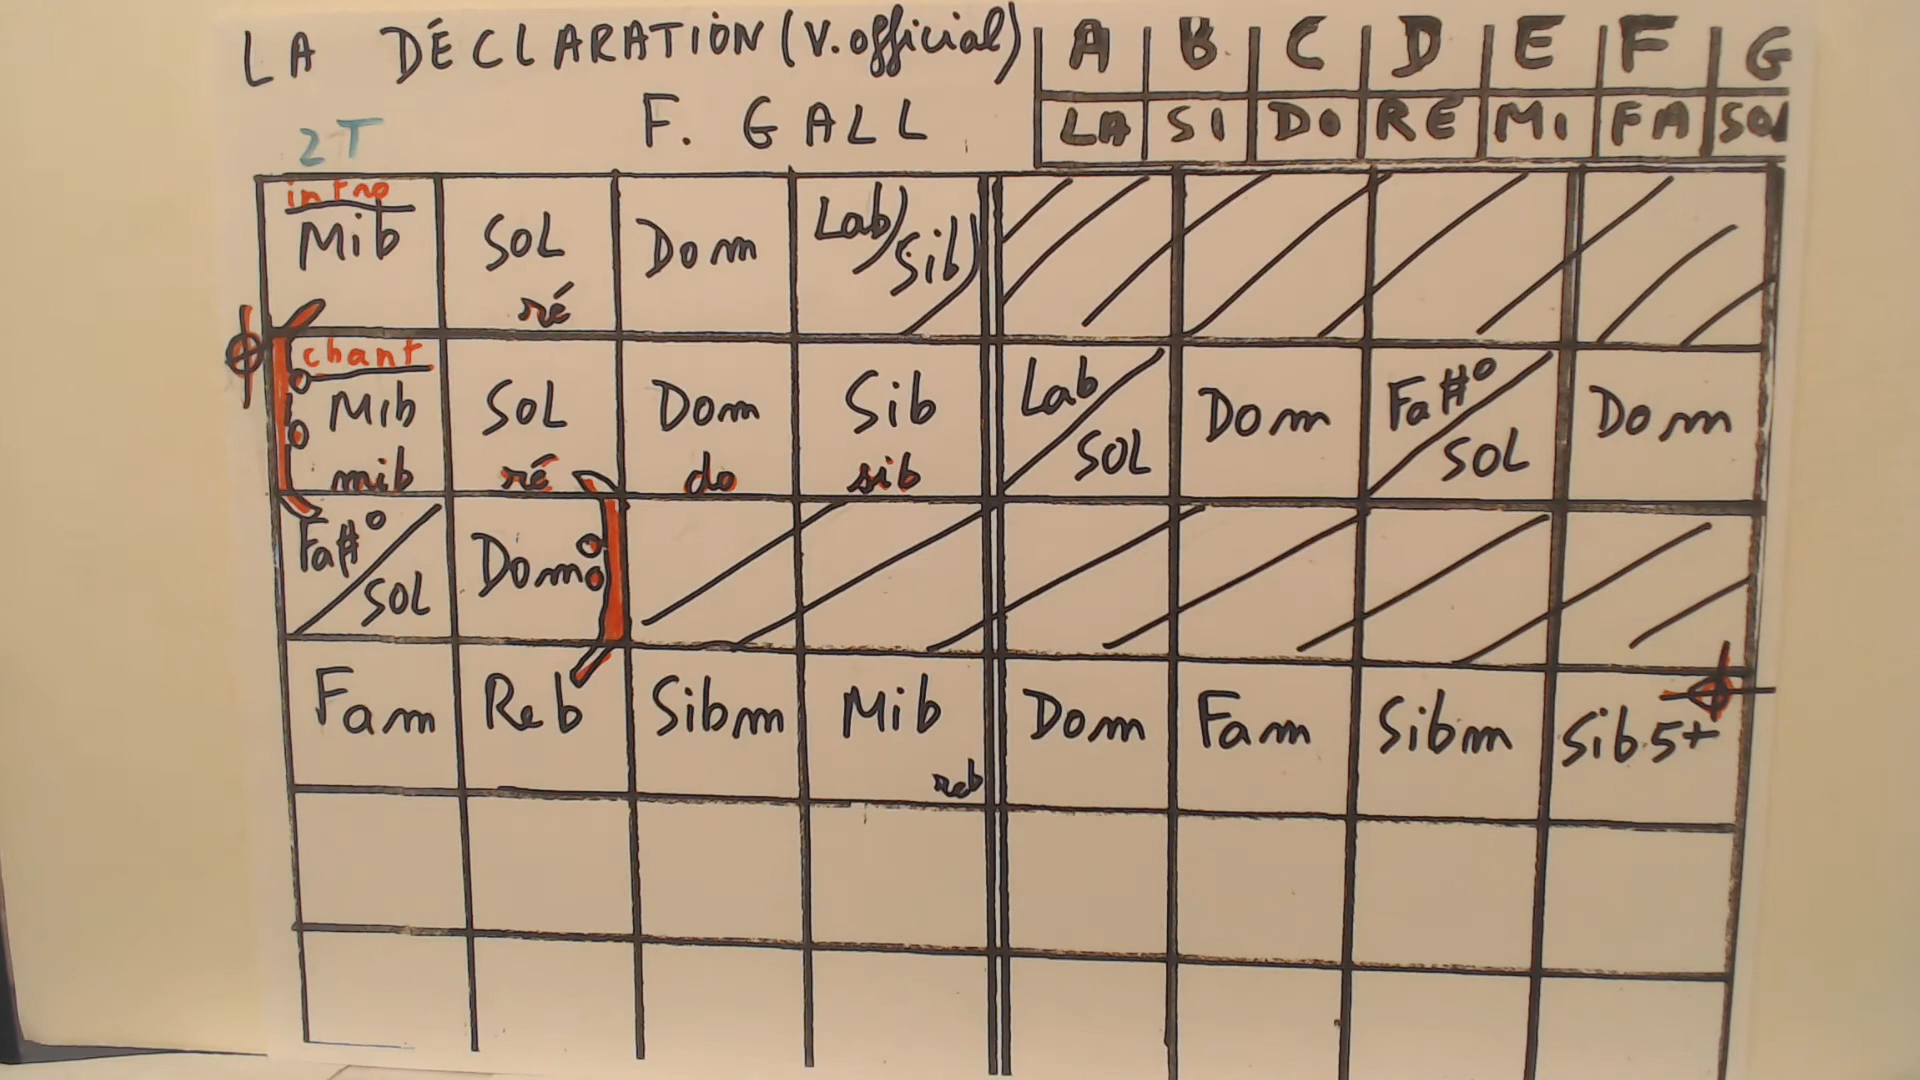 LA DÉCLARATION (V. official)
F. GALL
A B C D E F G
LA SI DO RE MI FA SOL
2T
intro
Mib SOL Dom Lab/Sib
ré
chant
Mib SOL Dom Sib Lab/SOL Dom Fa#°/SOL Dom
mib ré do sib
Fa#°/SOL Dom
Fam Reb Sibm Mib Dom Fam Sibm Sib5+
reb